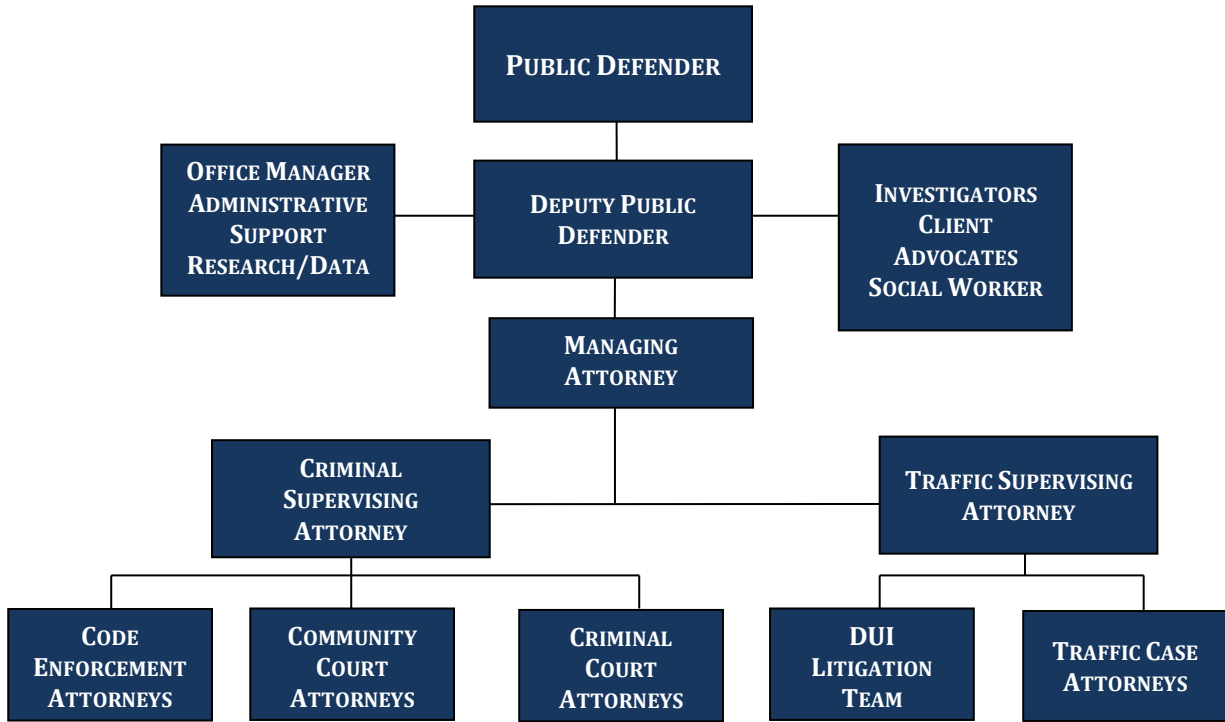 PUBLIC DEFENDER
OFFICE MANAGER
ADMINISTRATIVE
SUPPORT
RESEARCH/DATA
DEPUTY PUBLIC
DEFENDER
INVESTIGATORS
CLIENT
ADVOCATES
SOCIAL WORKER
MANAGING
ATTORNEY
CRIMINAL
SUPERVISING
ATTORNEY
TRAFFIC SUPERVISING
ATTORNEY
CODE
ENFORCEMENT
ATTORNEYS
COMMUNITY
COURT
ATTORNEYS
CRIMINAL
COURT
ATTORNEYS
DUI
LITIGATION
TEAM
TRAFFIC CASE
ATTORNEYS